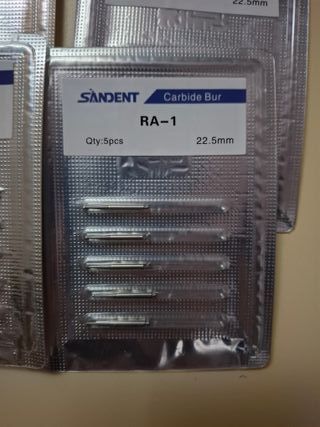 22.5mm
SANDENT Carbide Bur
RA-1
Qty:5pcs 22.5mm